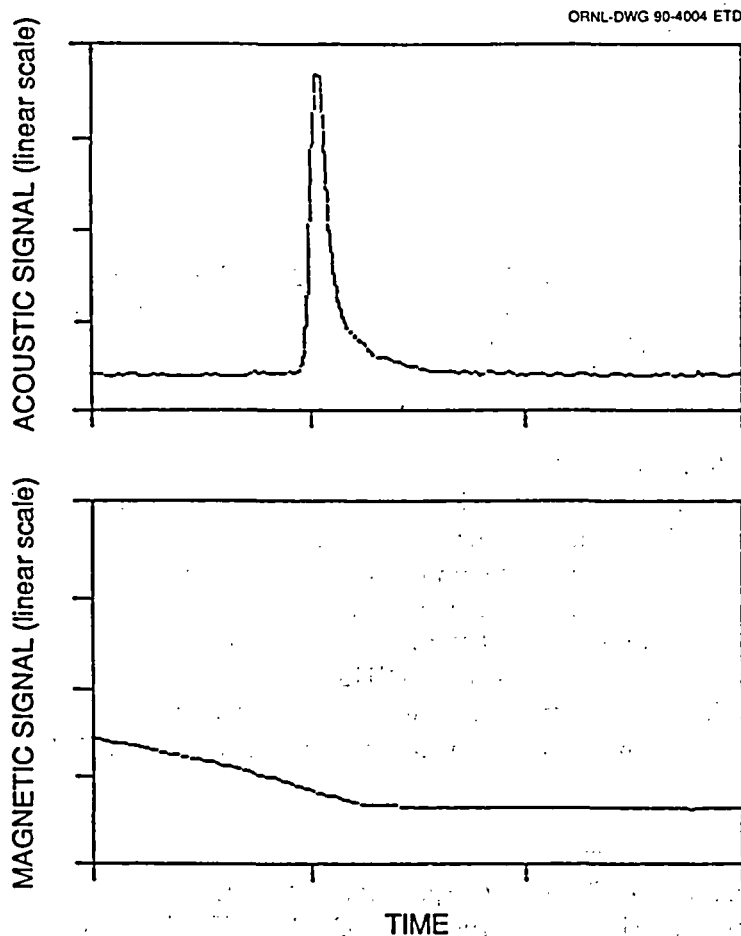 ORNL-DWG 90-4004 ETD
ACOUSTIC SIGNAL (linear scale)
MAGNETIC SIGNAL (linear scale)
TIME